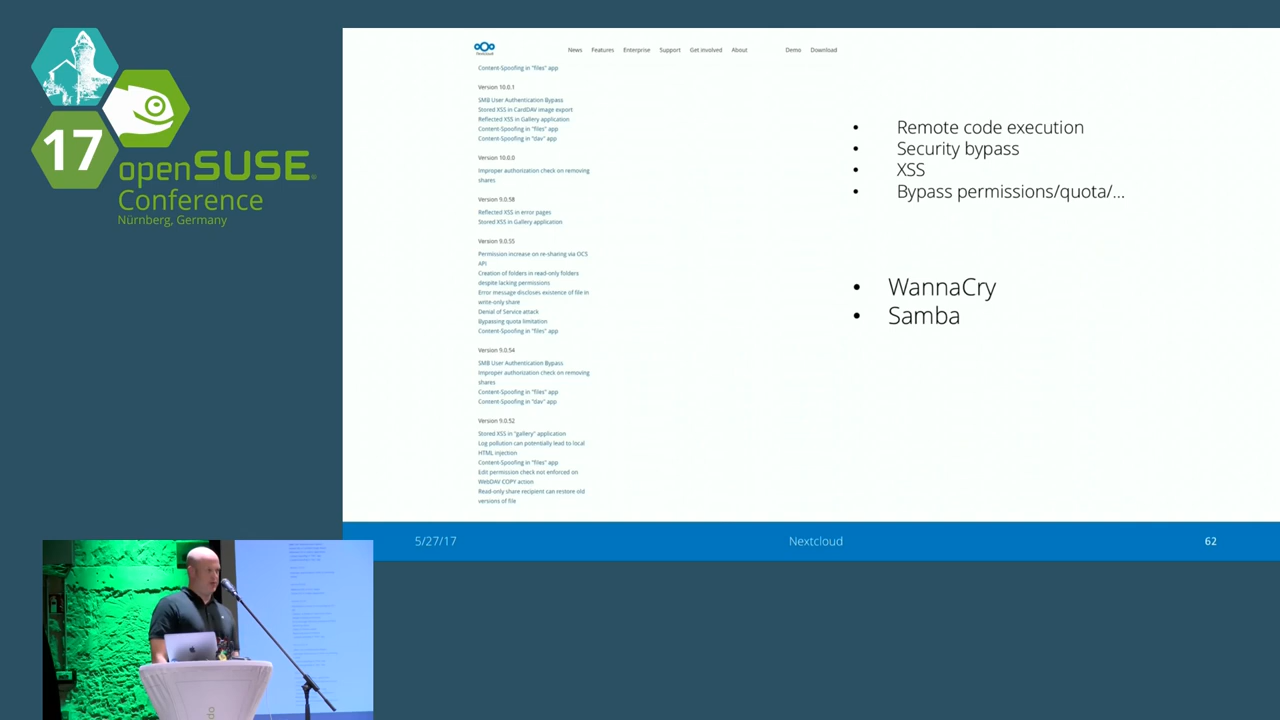 17
openSUSE
Conference
Nürnberg, Germany
Nextcloud
News Features Enterprise Support Get involved About Demo Download
Content-Spoofing in "files" app
Version 10.0.1
SMB User Authentication Bypass
Stored XSS in CardDAV image export
Reflected XSS in Gallery application
Content-Spoofing in "files" app
Content-Spoofing in "dav" app
Version 10.0.0
Improper authorization check on removing
shares
Version 9.0.58
Reflected XSS in error pages
Stored XSS in Gallery application
Version 9.0.55
Permission increase on re-sharing via OCS
API
Creation of folders in read-only folders
despite lacking permissions
Error message discloses existence of file in
write-only share
Denial of Service attack
Bypassing quota limitation
Content-Spoofing in "files" app
Version 9.0.54
SMB User Authentication Bypass
Improper authorization check on removing
shares
Content-Spoofing in "files" app
Content-Spoofing in "dav" app
Version 9.0.52
Stored XSS in "gallery" application
Log pollution can potentially lead to local
HTML injection
Content-Spoofing in "files" app
Edit permission check not enforced on
WebDAV COPY action
Read-only share recipient can restore old
versions of file
• Remote code execution
• Security bypass
• XSS
• Bypass permissions/quota/...
• WannaCry
• Samba
5/27/17 Nextcloud 62